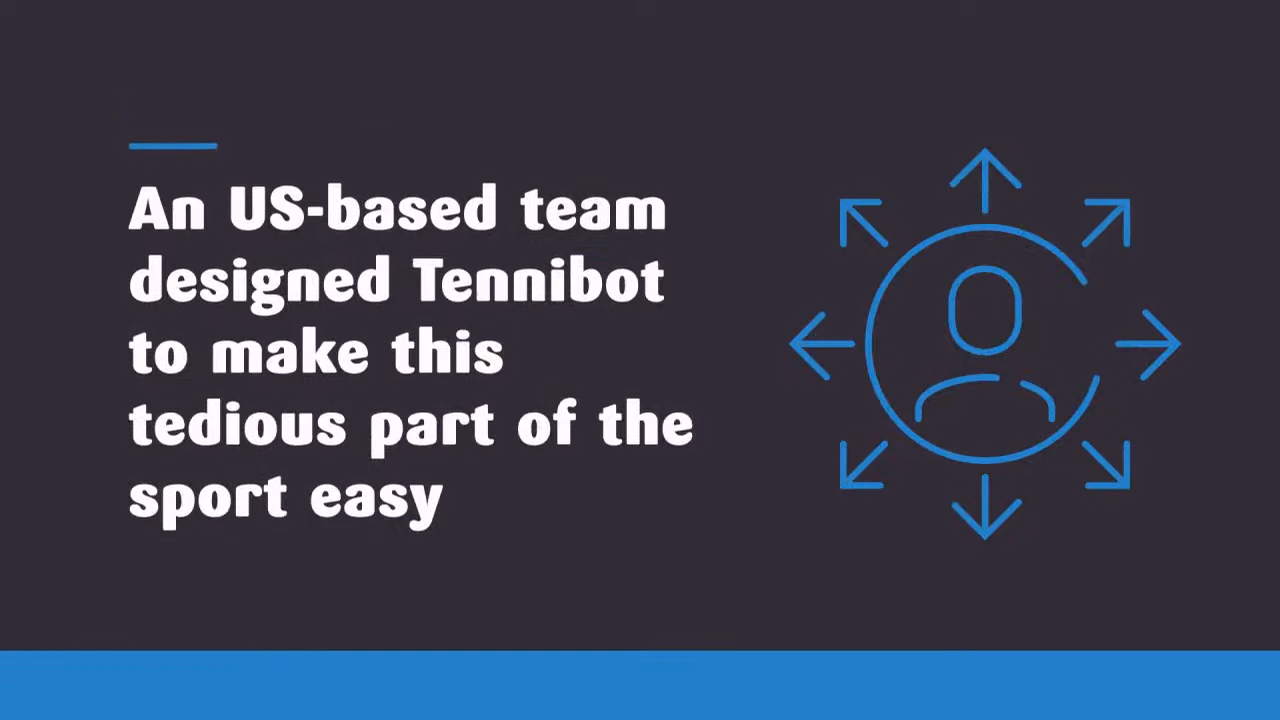 An US-based team
designed Tennibot
to make this
tedious part of the
sport easy